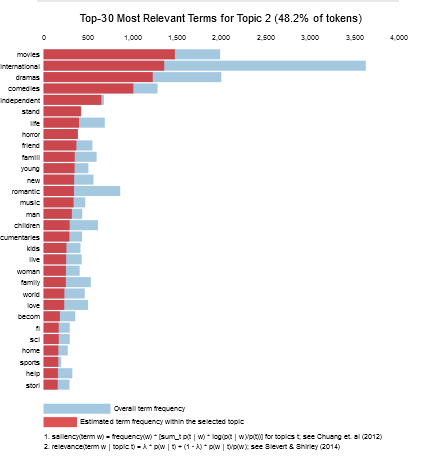 Top-30 Most Relevant Terms for Topic 2 (48.2% of tokens)
0 500 1,000 1,500 2,000 2,500 3,000 3,500 4,000
movies
international
dramas
comedies
independent
stand
life
horror
friend
famili
young
new
romantic
music
man
children
cumentaries
kids
live
woman
family
world
love
becom
fi
sci
home
sports
help
stori
Overall term frequency
Estimated term frequency within the selected topic
1. saliency(term w) = frequency(w) * [sum_t p(t | w) * log(p(t | w)/p(t))] for topics t; see Chuang et. al (2012)
2. relevance(term w | topic t) = λ * p(w | t) + (1 - λ) * p(w | t)/p(w); see Sievert & Shirley (2014)